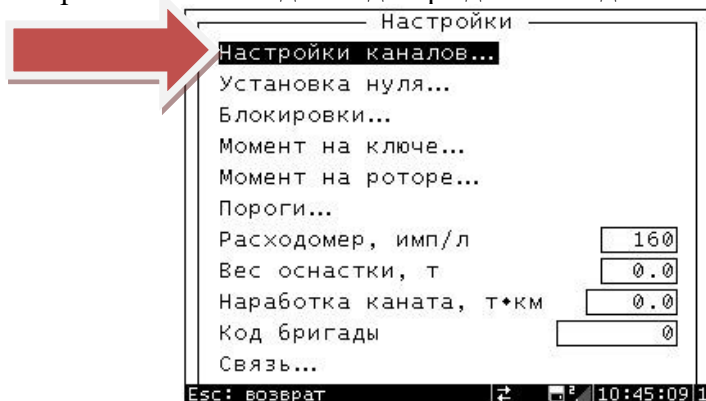 Настройки
Настройки каналов...
Установка нуля...
Блокировки...
Момент на ключе...
Момент на роторе...
Пороги...
Расходомер, имп/л 160
Вес оснастки, т 0.0
Наработка каната, т•км 0.0
Код бригады 0
Связь...
Esc: возврат 10:45:09 1